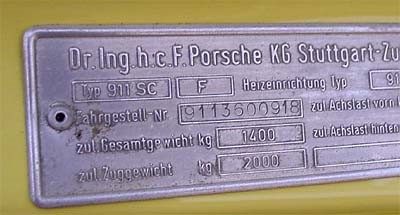 Dr.Ing.h.c.F.Porsche KG Stuttgart-Zu
Typ 911 SC F Heizeinrichtung Typ 91
Fahrgestell-Nr 9113600918 zul.Achslast vorn k
zul.Gesamtgewicht kg 1400 zul.Achslast hinten
zul.Zuggewicht kg 2000